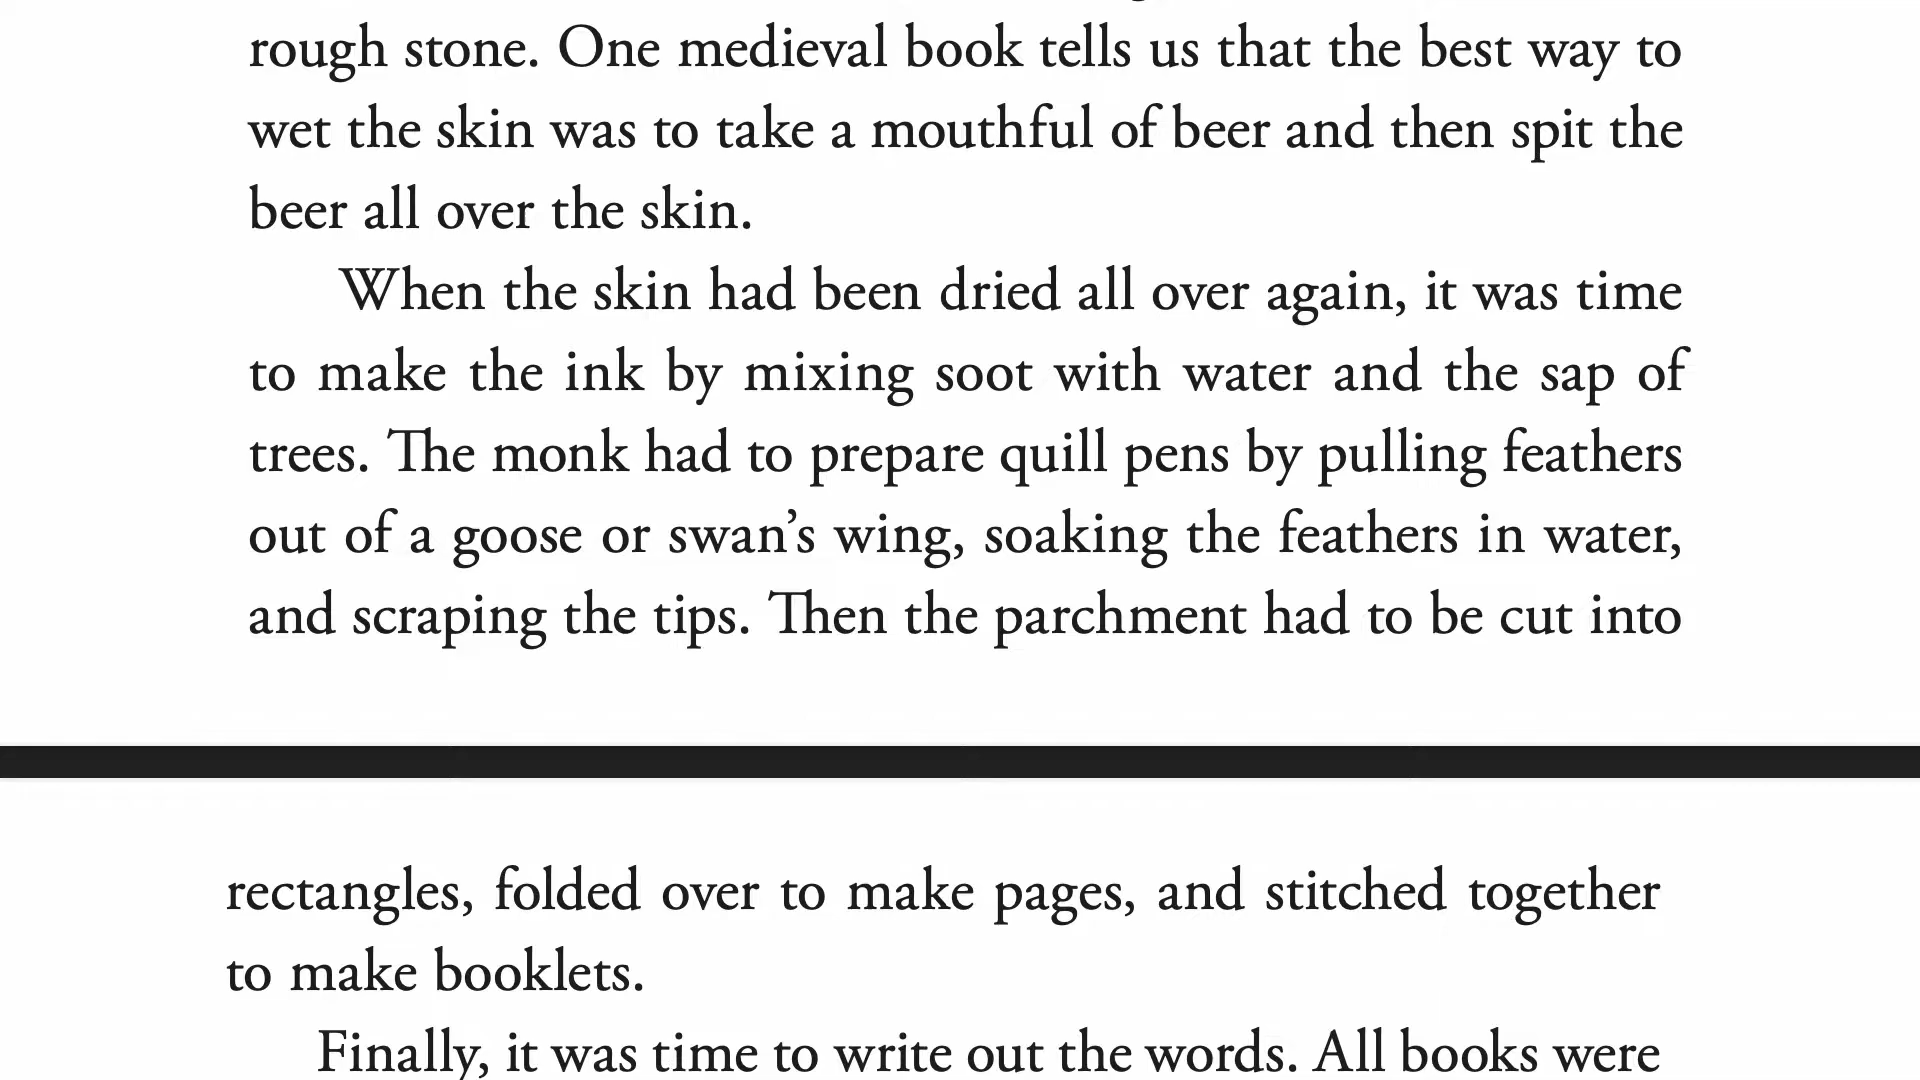 rough stone. One medieval book tells us that the best way to
wet the skin was to take a mouthful of beer and then spit the
beer all over the skin.
When the skin had been dried all over again, it was time
to make the ink by mixing soot with water and the sap of
trees. The monk had to prepare quill pens by pulling feathers
out of a goose or swan’s wing, soaking the feathers in water,
and scraping the tips. Then the parchment had to be cut into
rectangles, folded over to make pages, and stitched together
to make booklets.
Finally, it was time to write out the words. All books were